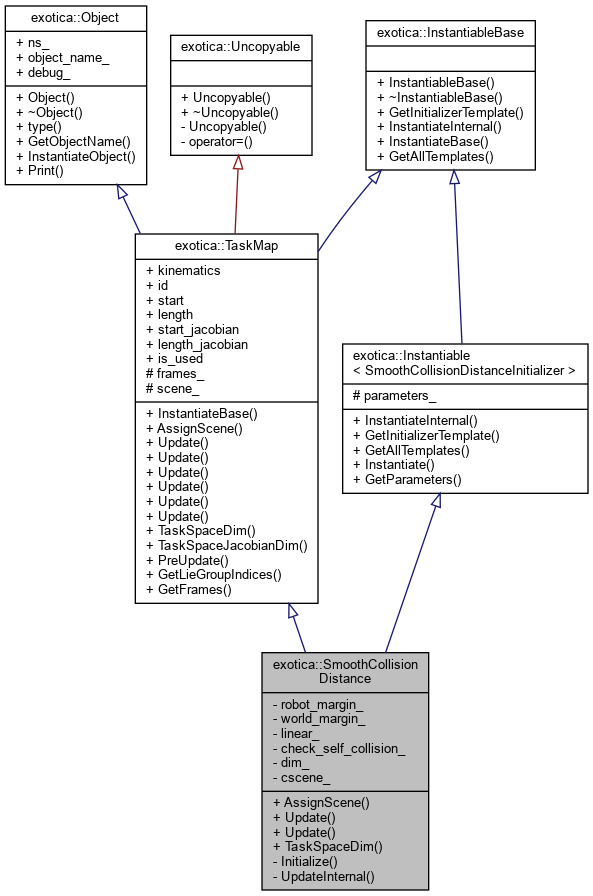 exotica::Object
+ ns_
+ object_name_
+ debug_
+ Object()
+ ~Object()
+ type()
+ GetObjectName()
+ InstantiateObject()
+ Print()
exotica::Uncopyable
+ Uncopyable()
+ ~Uncopyable()
- Uncopyable()
- operator=()
exotica::InstantiableBase
+ InstantiableBase()
+ ~InstantiableBase()
+ GetInitializerTemplate()
+ InstantiateInternal()
+ InstantiateBase()
+ GetAllTemplates()
exotica::TaskMap
+ kinematics
+ id
+ start
+ length
+ start_jacobian
+ length_jacobian
+ is_used
# frames_
# scene_
+ InstantiateBase()
+ AssignScene()
+ Update()
+ Update()
+ Update()
+ Update()
+ Update()
+ Update()
+ TaskSpaceDim()
+ TaskSpaceJacobianDim()
+ PreUpdate()
+ GetLieGroupIndices()
+ GetFrames()
exotica::Instantiable
< SmoothCollisionDistanceInitializer >
# parameters_
+ InstantiateInternal()
+ GetInitializerTemplate()
+ GetAllTemplates()
+ Instantiate()
+ GetParameters()
exotica::SmoothCollision
Distance
- robot_margin_
- world_margin_
- linear_
- check_self_collision_
- dim_
- cscene_
+ AssignScene()
+ Update()
+ Update()
+ TaskSpaceDim()
- Initialize()
- UpdateInternal()